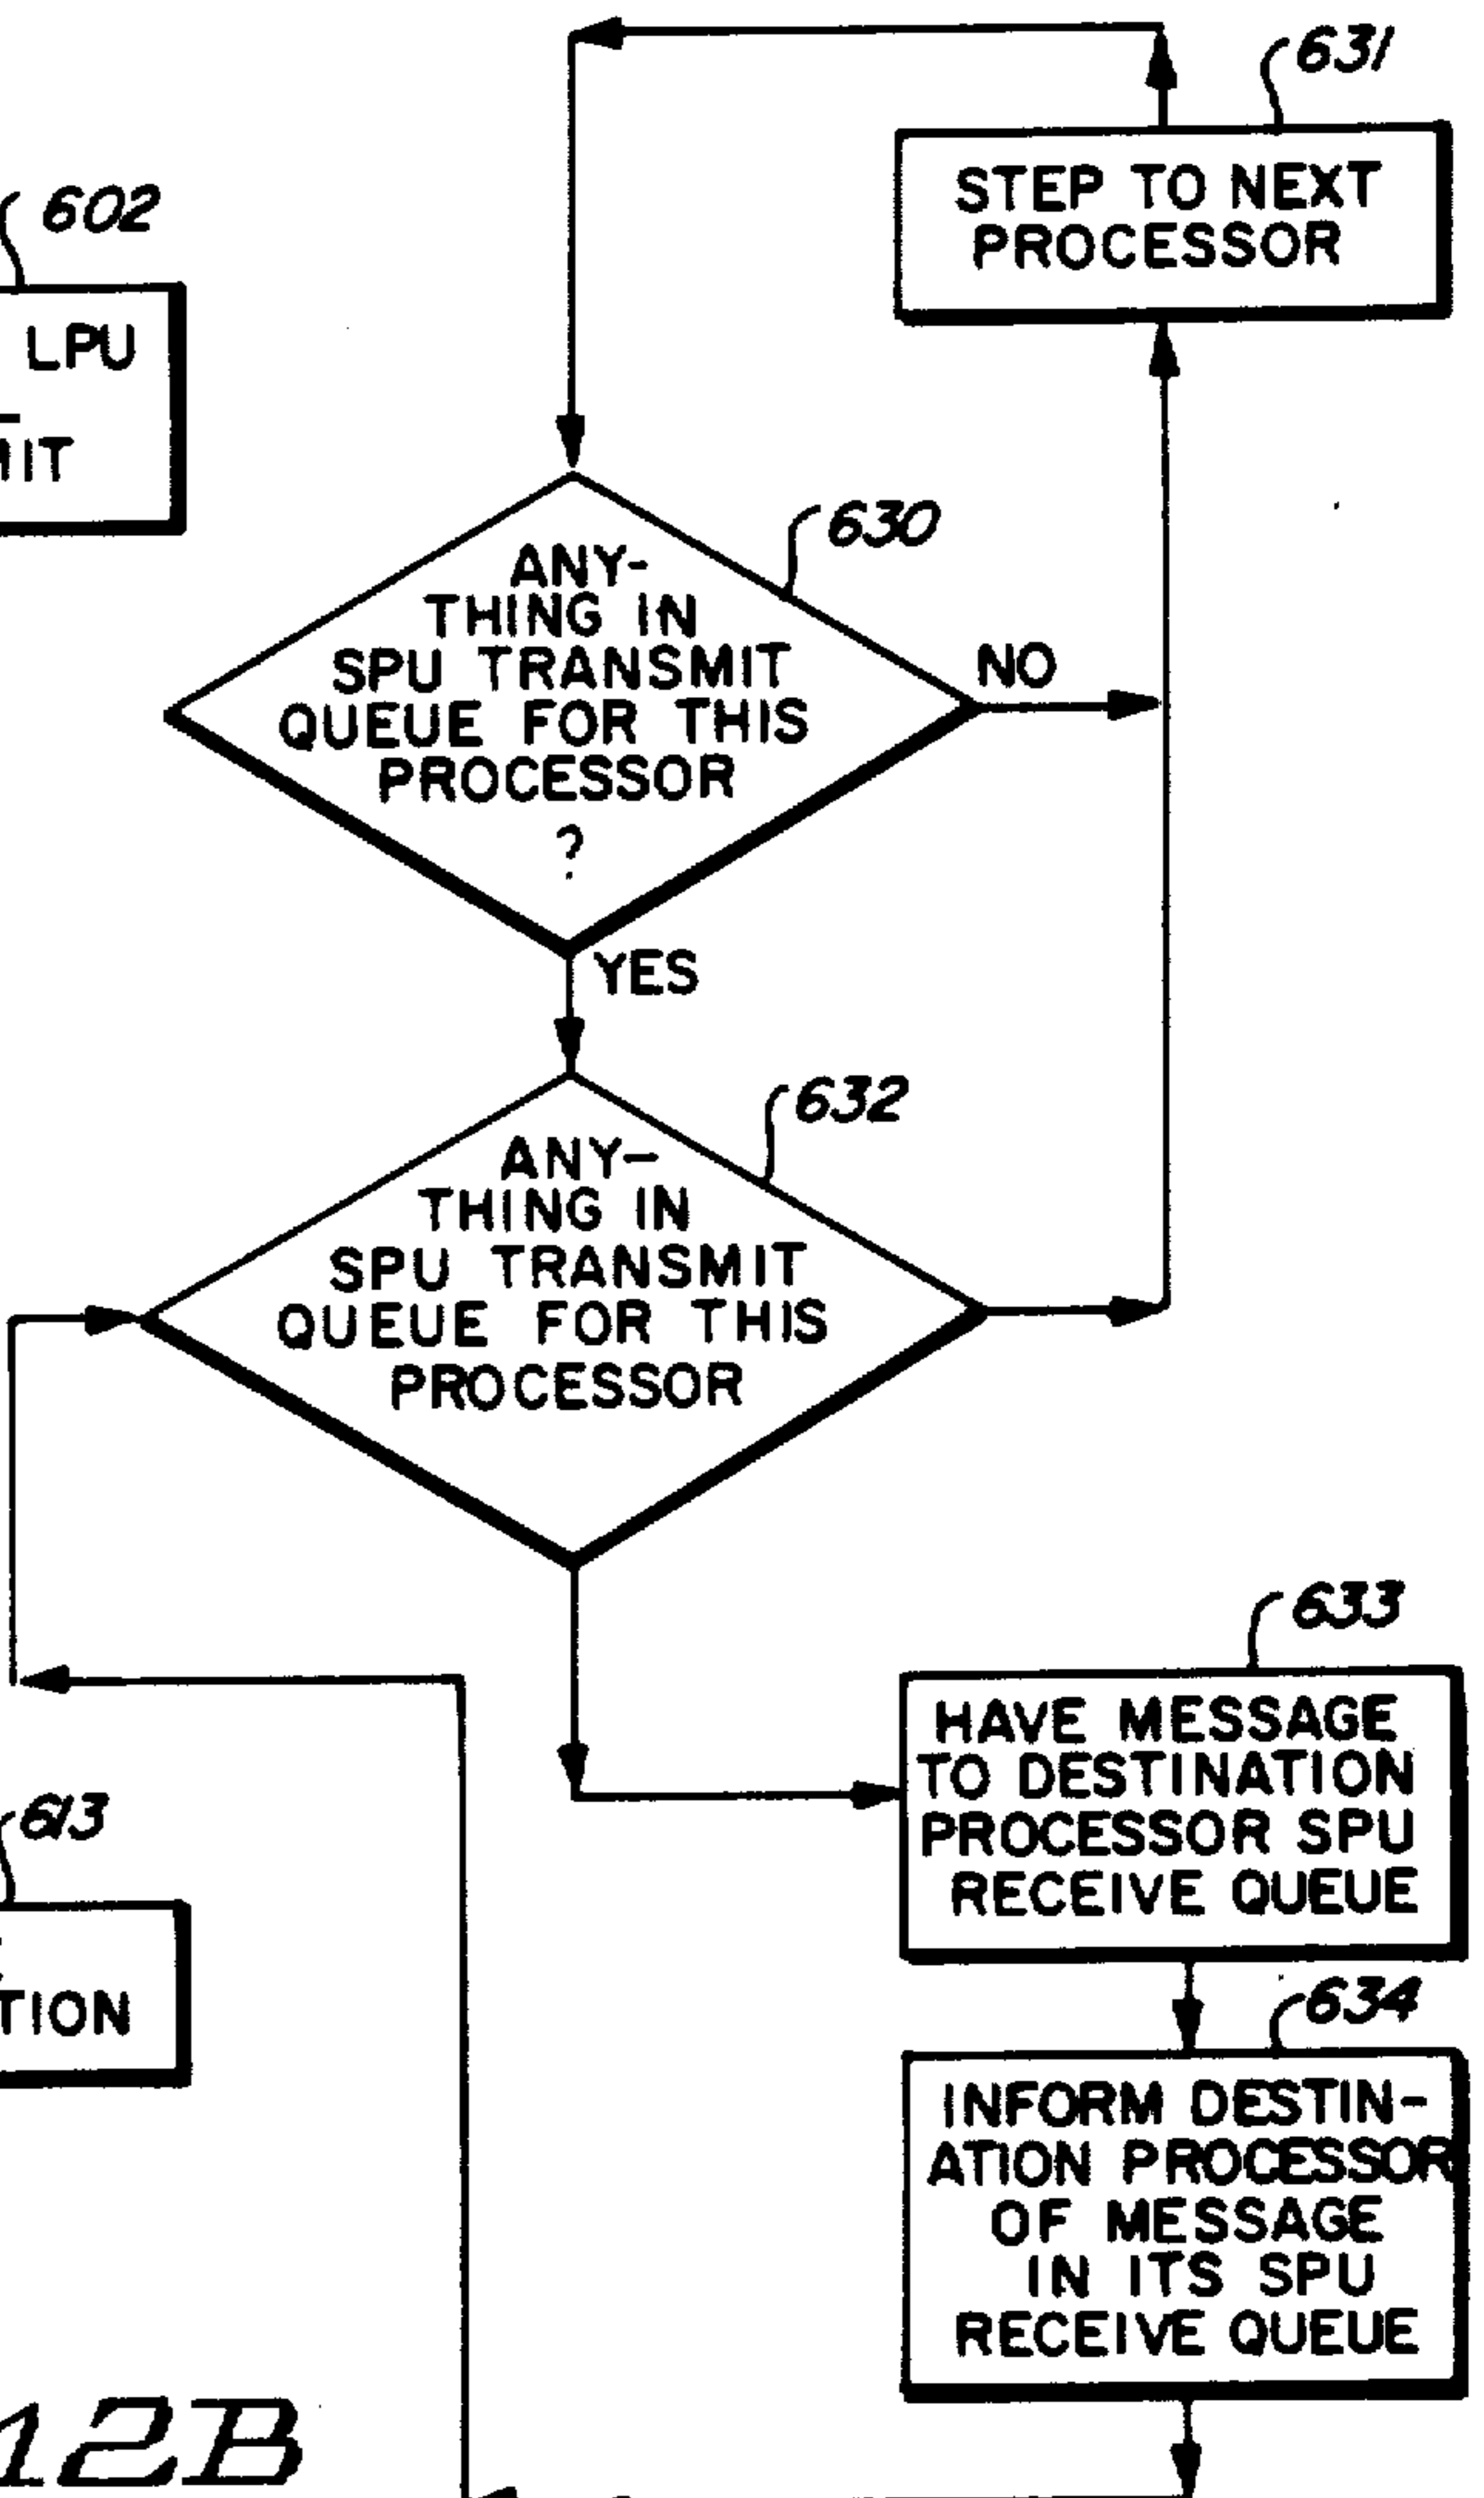 631
STEP TO NEXT
PROCESSOR
602
LPU
630
ANY-
THING IN
SPU TRANSMIT
QUEUE FOR THIS
PROCESSOR
?
NO
YES
632
ANY-
THING IN
SPU TRANSMIT
QUEUE FOR THIS
PROCESSOR
633
HAVE MESSAGE
TO DESTINATION
PROCESSOR SPU
RECEIVE QUEUE
634
INFORM DESTIN-
ATION PROCESSOR
OF MESSAGE
IN ITS SPU
RECEIVE QUEUE
TION
12B